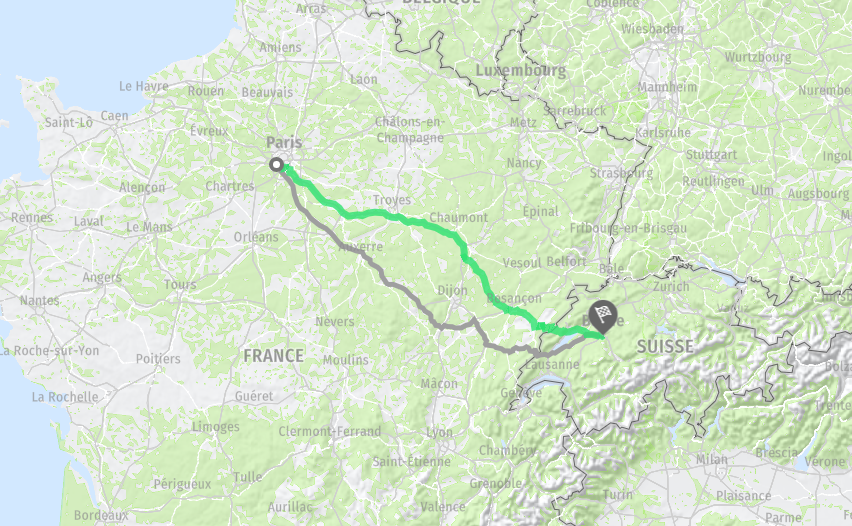 BELGIQUE
Coblence
Arras
Wiesbaden
Amiens
Wurtzbourg
Laon
Luxembourg
Le Havre
Rouen
Beauvais
Mannheim
Nuremberg
Saint-Lô
Caen
Sarrebruck
Châlons-en-
Champagne
Metz
Évreux
Karlsruhe
Paris
Stuttgart
Ingol
Nancy
Strasbourg
Alençon
Chartres
Reutlingen
Ulm
Augsbourg
Troyes
Rennes
Laval
Le Mans
Chaumont
Épinal
Fribourg-en-Brisgau
Orléans
Auxerre
Vesoul
Belfort
Bâle
Angers
Tours
Dijon
Besançon
Zurich
Vaduz
Nantes
Nevers
La Roche-sur-Yon
FRANCE
Poitiers
Moulins
SUISSE
Lausanne
Mâcon
La Rochelle
Guéret
Genève
Trente
Limoges
Clermont-Ferrand
Lyon
Chambéry
Milan
Brescia
Vérone
Saint-Étienne
Périgueux
Tulle
Grenoble
Turin
Plaisance
Bordeaux
Aurillac
Valence
Parme